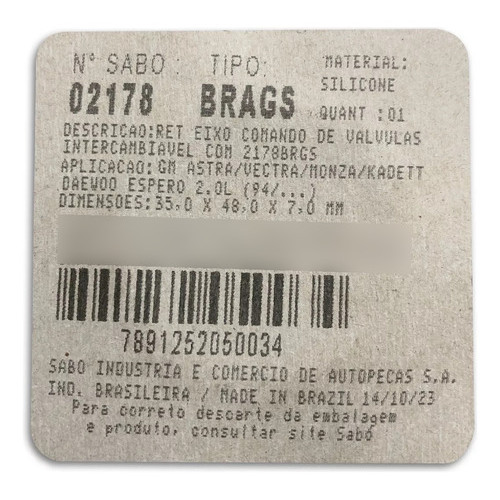 Nº SABO : TIPO: MATERIAL:
SILICONE
02178 BRAGS QUANT :01
DESCRICAO:RET EIXO COMANDO DE VALVULAS
INTERCAMBIAVEL COM 2178BRGS
APLICACAO:GM ASTRA/VECTRA/MONZA/KADETT
DAEWOO ESPERO 2.0L (94/...)
DIMENSOES:35,0 X 48,0 X 7,0 MM
7891252050034
SABO INDUSTRIA E COMERCIO DE AUTOPECAS S.A.
IND. BRASILEIRA / MADE IN BRAZIL 14/10/23
Para correto descarte da embalagem
e produto, consultar site Sabó